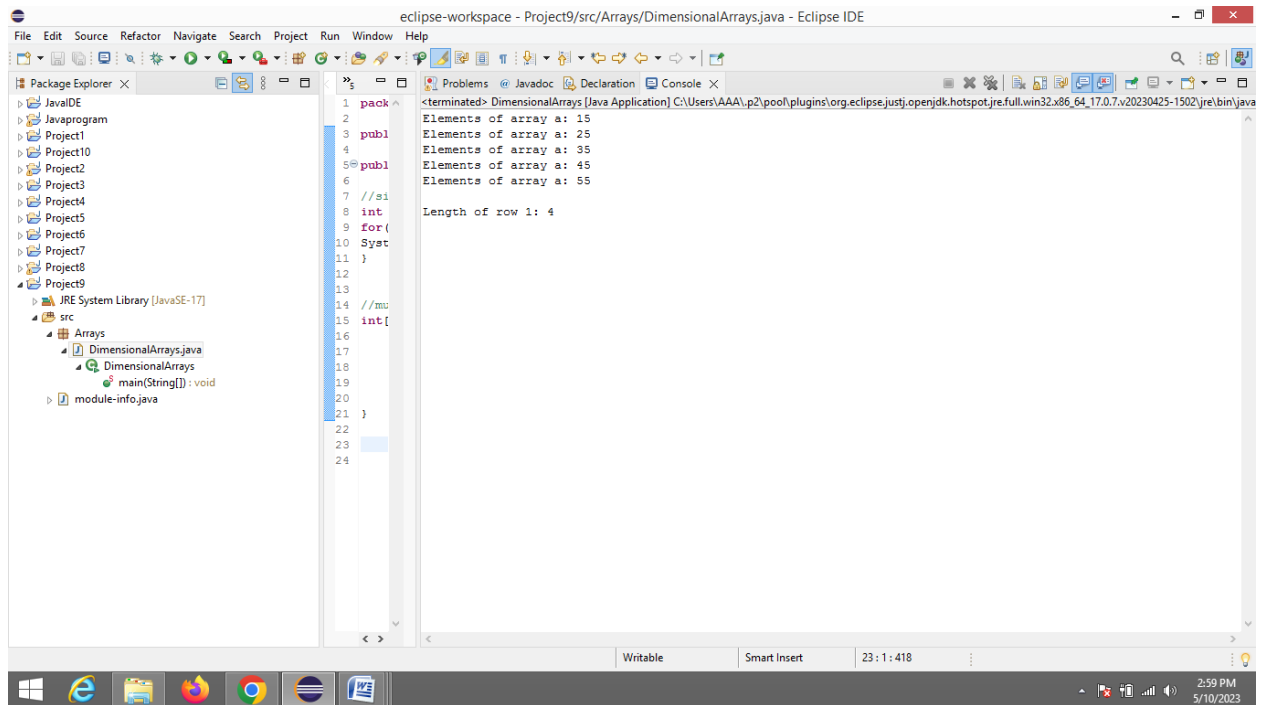 eclipse-workspace - Project9/src/Arrays/DimensionalArrays.java - Eclipse IDE
File Edit Source Refactor Navigate Search Project Run Window Help
Package Explorer
JavaIDE
Javaprogram
Project1
Project10
Project2
Project3
Project4
Project5
Project6
Project7
Project8
Project9
JRE System Library [JavaSE-17]
src
Arrays
DimensionalArrays.java
DimensionalArrays
main(String[]) : void
module-info.java
»5
1 pack
2
3 publ
4
5 publ
6
7 //si
8 int
9 for(
10 Syst
11 }
12
13
14 //mu
15 int[
16
17
18
19
20
21 }
22
23
24
Problems @ Javadoc Declaration Console
<terminated> DimensionalArrays [Java Application] C:\Users\AAA\.p2\pool\plugins\org.eclipse.justj.openjdk.hotspot.jre.full.win32.x86_64_17.0.7.v20230425-1502\jre\bin\java
Elements of array a: 15
Elements of array a: 25
Elements of array a: 35
Elements of array a: 45
Elements of array a: 55
Length of row 1: 4
Writable Smart Insert 23 : 1 : 418
2:59 PM
5/10/2023